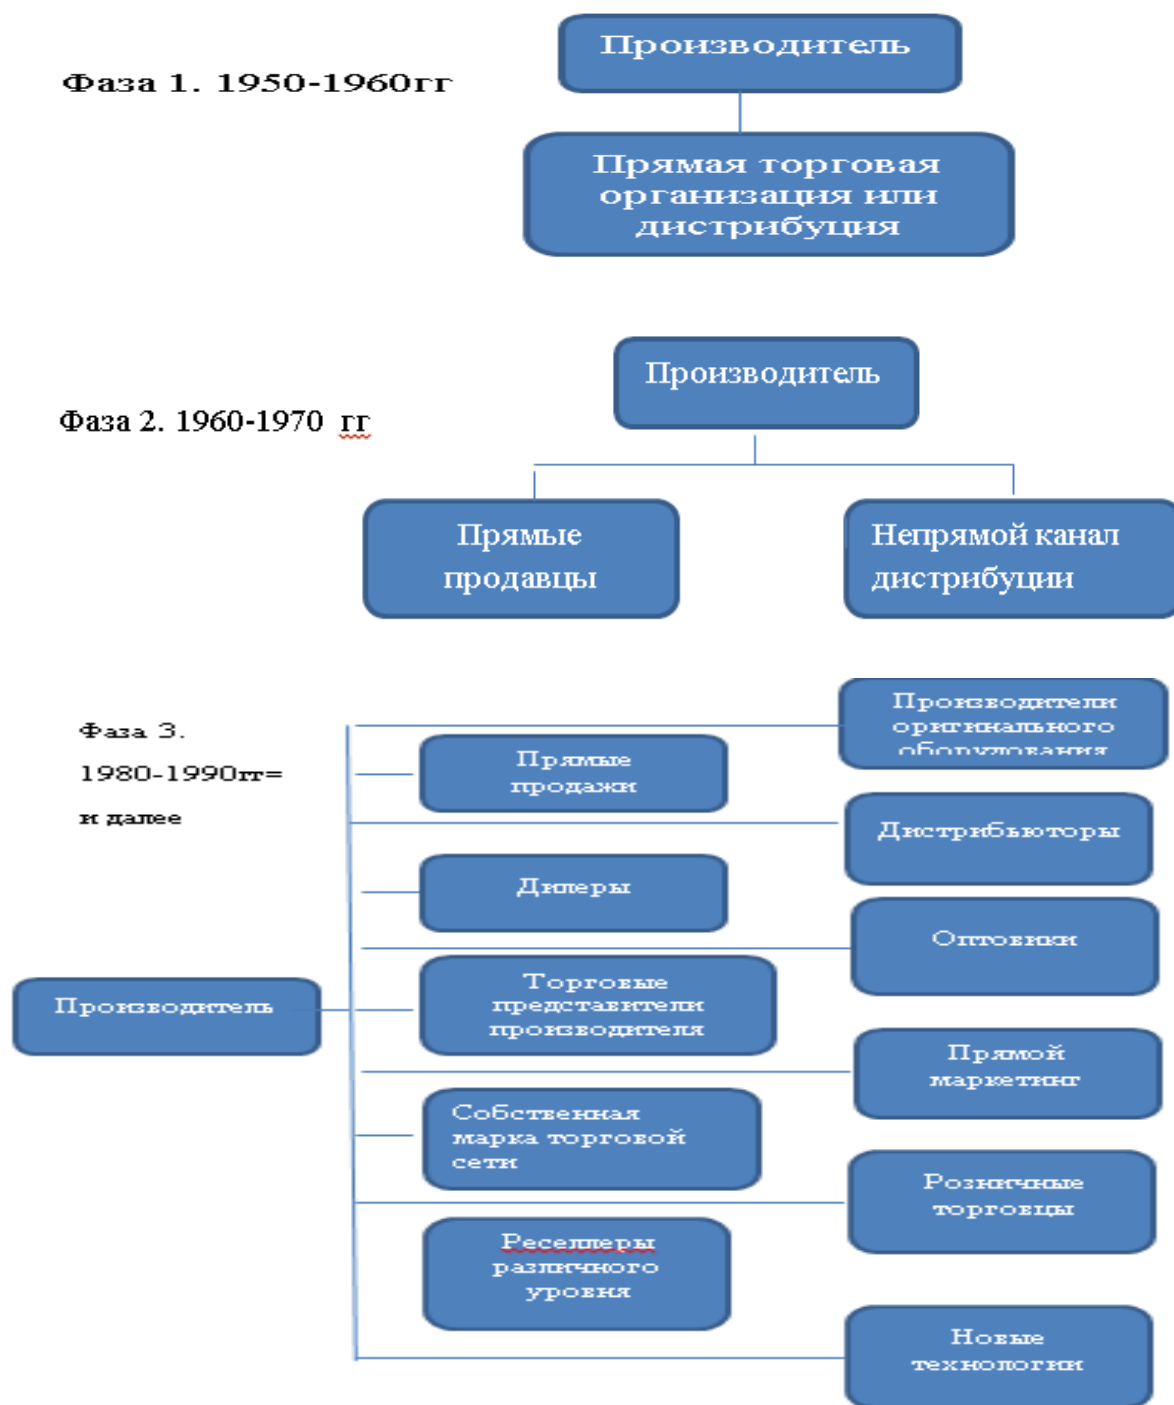 Производитель
Фаза 1. 1950-1960гг
Прямая торговая
организация или
дистрибуция
Производитель
Фаза 2. 1960-1970 гг
Прямые
продавцы
Непрямой канал
дистрибуции
Фаза 3.
1980-1990гг=
и далее
Производители
оригинального
оборудования
Прямые
продажи
Дистрибьюторы
Дилеры
Оптовики
Производитель
Торговые
представители
производителя
Прямой
маркетинг
Собственная
марка торговой
сети
Розничные
торговцы
Реселлеры
различного
уровня
Новые
технологии